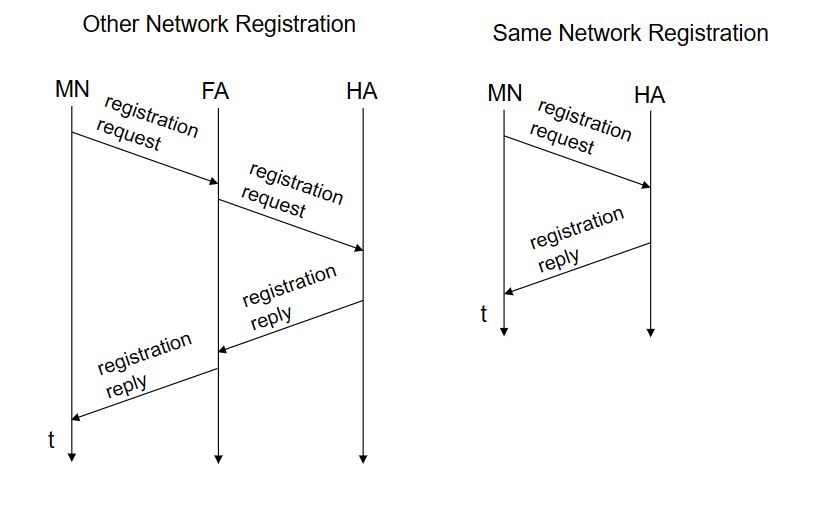 Other Network Registration
MN
FA
HA
registration
request
registration
request
registration
reply
registration
reply
t
Same Network Registration
MN
HA
registration
request
registration
reply
t